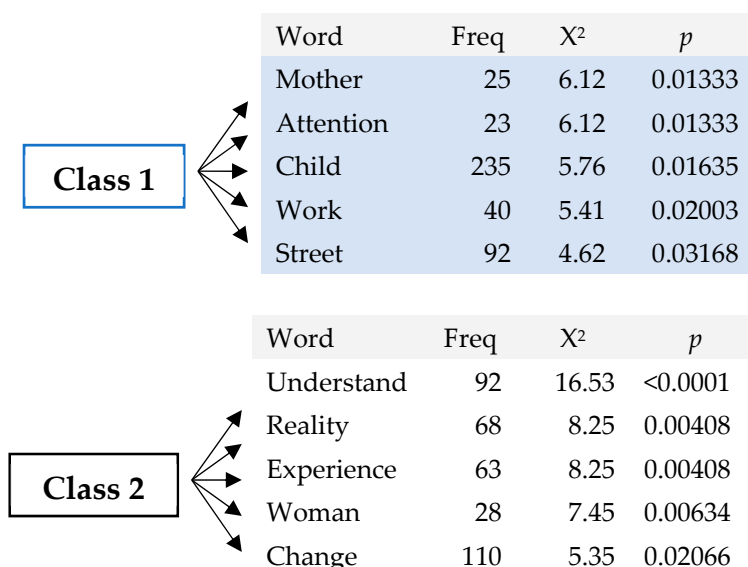 Word Freq X² p
Mother 25 6.12 0.01333
Attention 23 6.12 0.01333
Class 1
Child 235 5.76 0.01635
Work 40 5.41 0.02003
Street 92 4.62 0.03168
Word Freq X² p
Understand 92 16.53 <0.0001
Reality 68 8.25 0.00408
Experience 63 8.25 0.00408
Class 2
Woman 28 7.45 0.00634
Change 110 5.35 0.02066